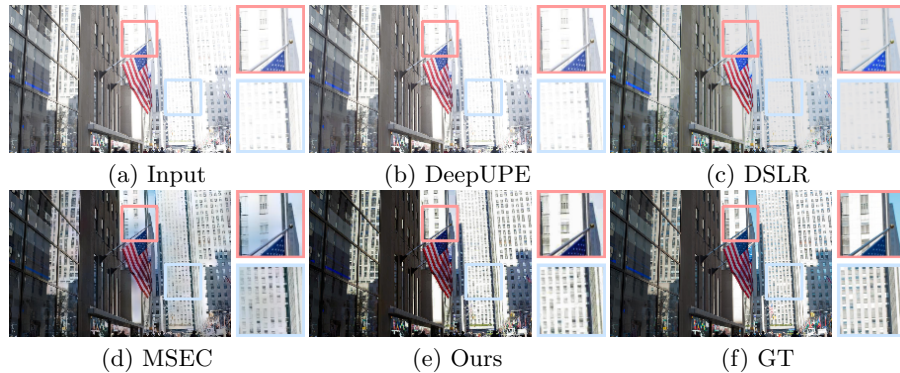 (a) Input
(b) DeepUPE
(c) DSLR
(d) MSEC
(e) Ours
(f) GT